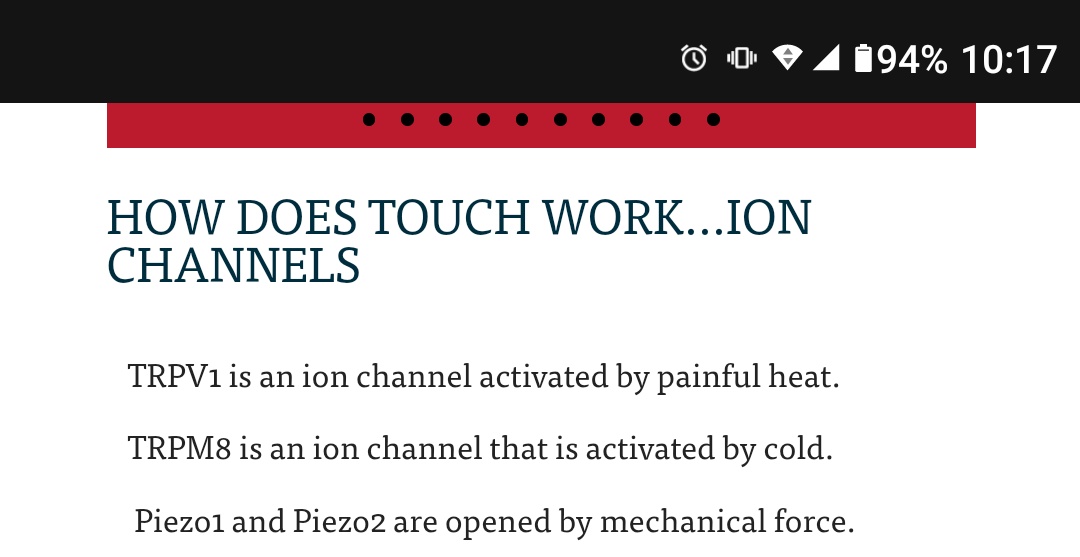 94% 10:17
HOW DOES TOUCH WORK...ION
CHANNELS
TRPV1 is an ion channel activated by painful heat.
TRPM8 is an ion channel that is activated by cold.
Piezo1 and Piezo2 are opened by mechanical force.